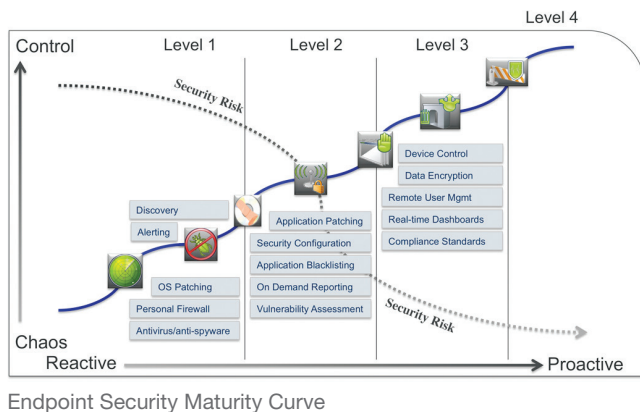 Level 4
Control
Level 1
Level 2
Level 3
Security Risk
Device Control
Data Encryption
Remote User Mgmt
Real-time Dashboards
Compliance Standards
Discovery
Alerting
Application Patching
Security Configuration
Application Blacklisting
On Demand Reporting
Vulnerability Assessment
OS Patching
Personal Firewall
Antivirus/anti-spyware
Security Risk
Chaos
Reactive
Proactive
Endpoint Security Maturity Curve